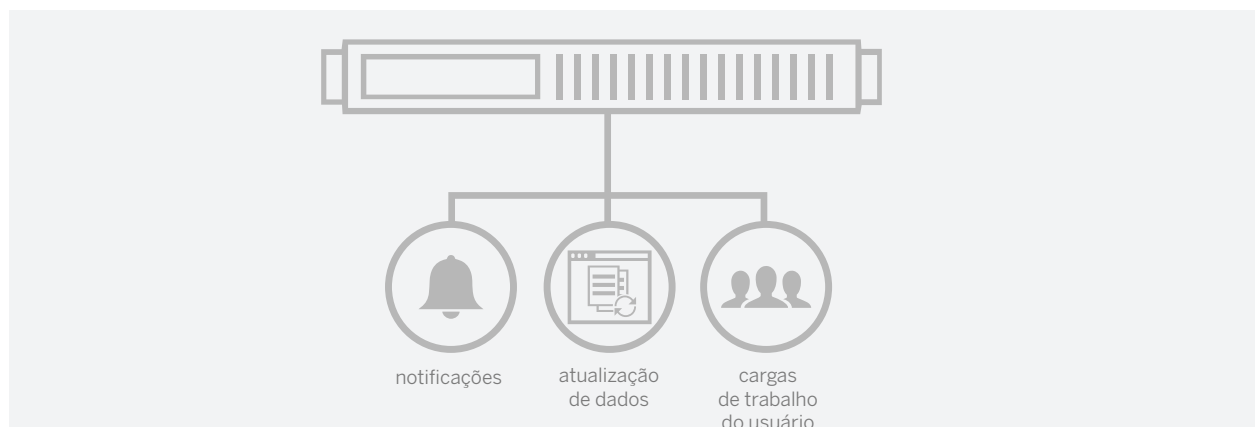 notificações
atualização
de dados
cargas
de trabalho
do usuário